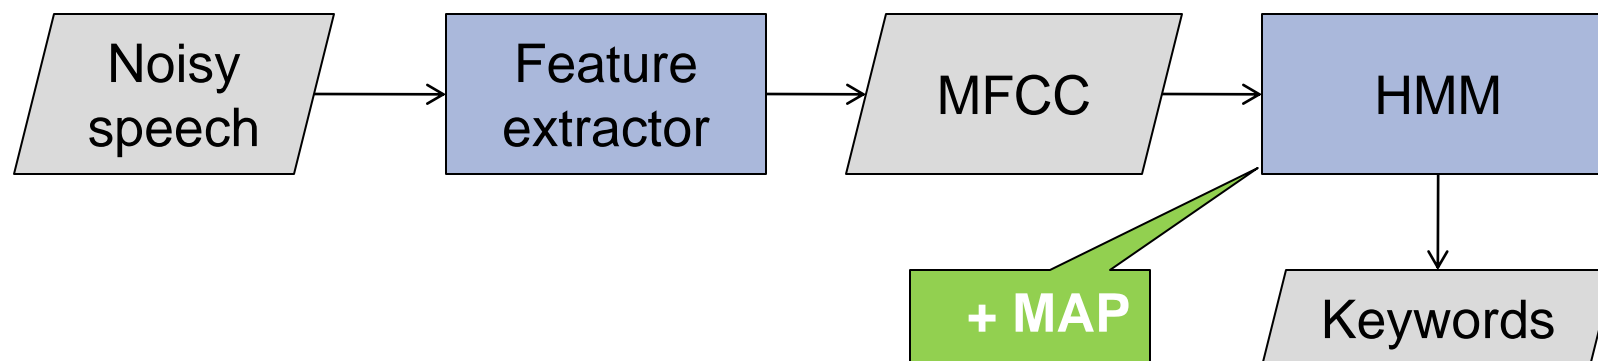 Noisy
speech
Feature
extractor
MFCC
HMM
+ MAP
Keywords